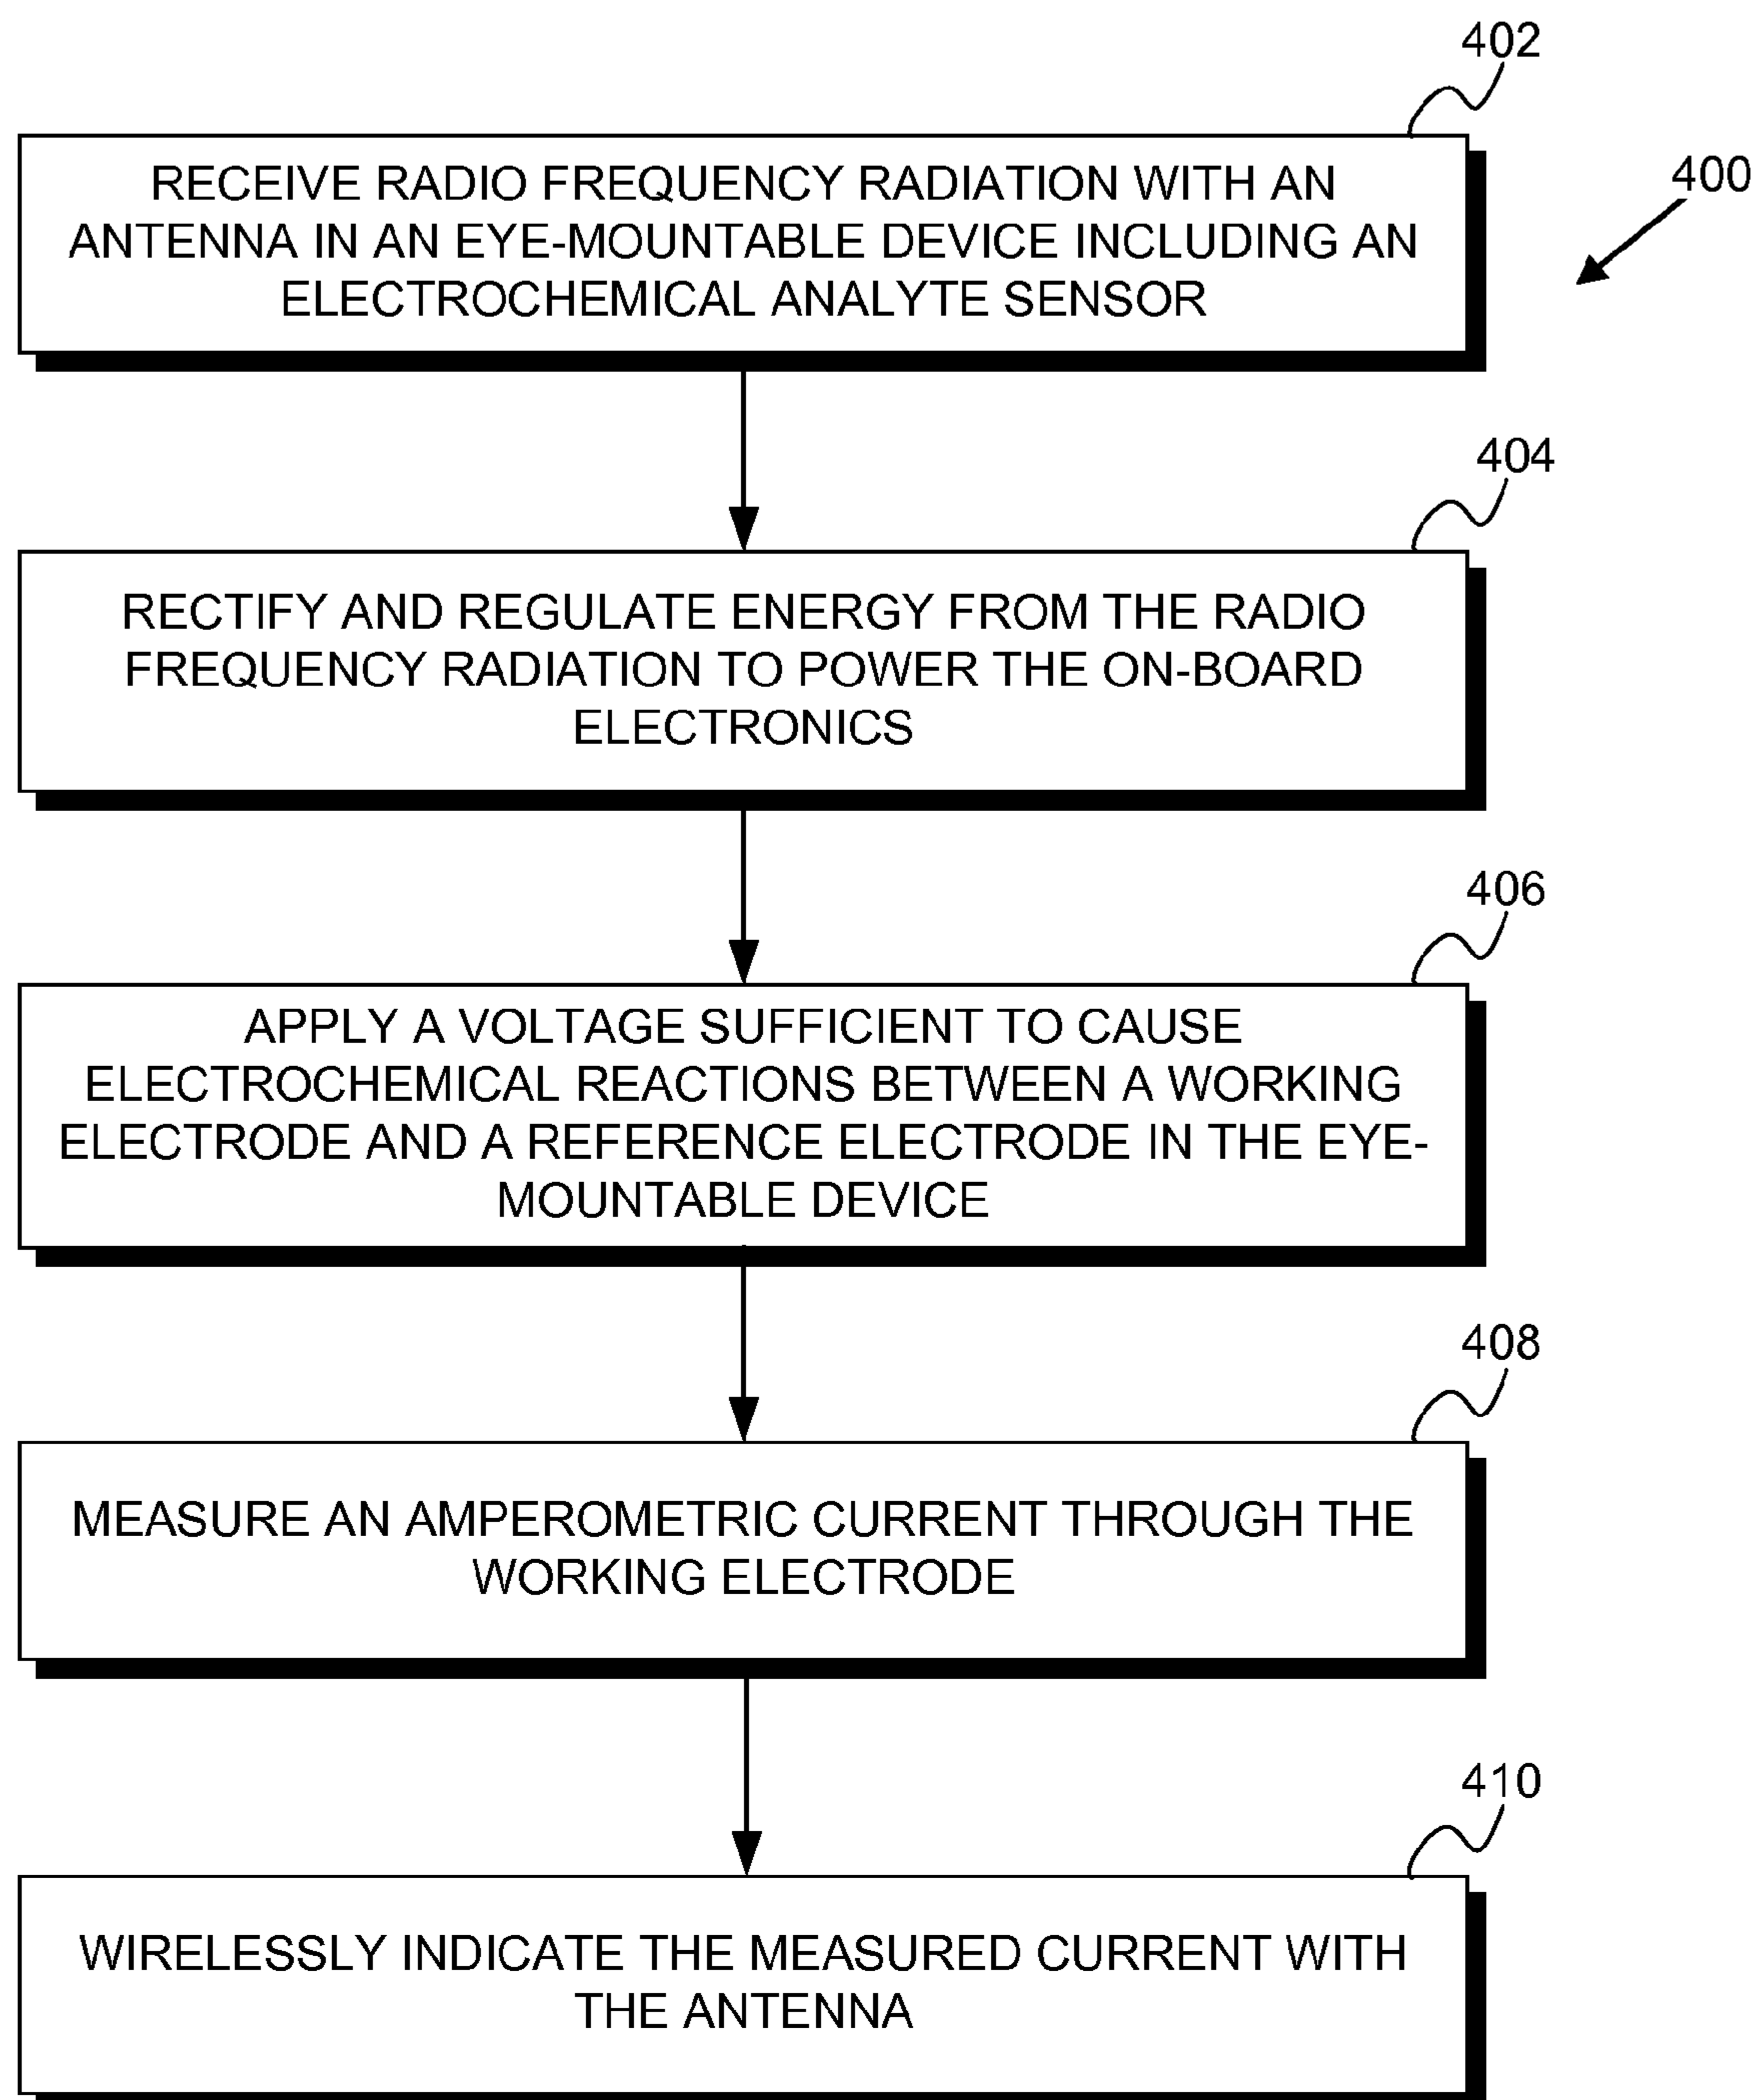 402
400
RECEIVE RADIO FREQUENCY RADIATION WITH AN
ANTENNA IN AN EYE-MOUNTABLE DEVICE INCLUDING AN
ELECTROCHEMICAL ANALYTE SENSOR
404
RECTIFY AND REGULATE ENERGY FROM THE RADIO
FREQUENCY RADIATION TO POWER THE ON-BOARD
ELECTRONICS
406
APPLY A VOLTAGE SUFFICIENT TO CAUSE
ELECTROCHEMICAL REACTIONS BETWEEN A WORKING
ELECTRODE AND A REFERENCE ELECTRODE IN THE EYE-
MOUNTABLE DEVICE
408
MEASURE AN AMPEROMETRIC CURRENT THROUGH THE
WORKING ELECTRODE
410
WIRELESSLY INDICATE THE MEASURED CURRENT WITH
THE ANTENNA